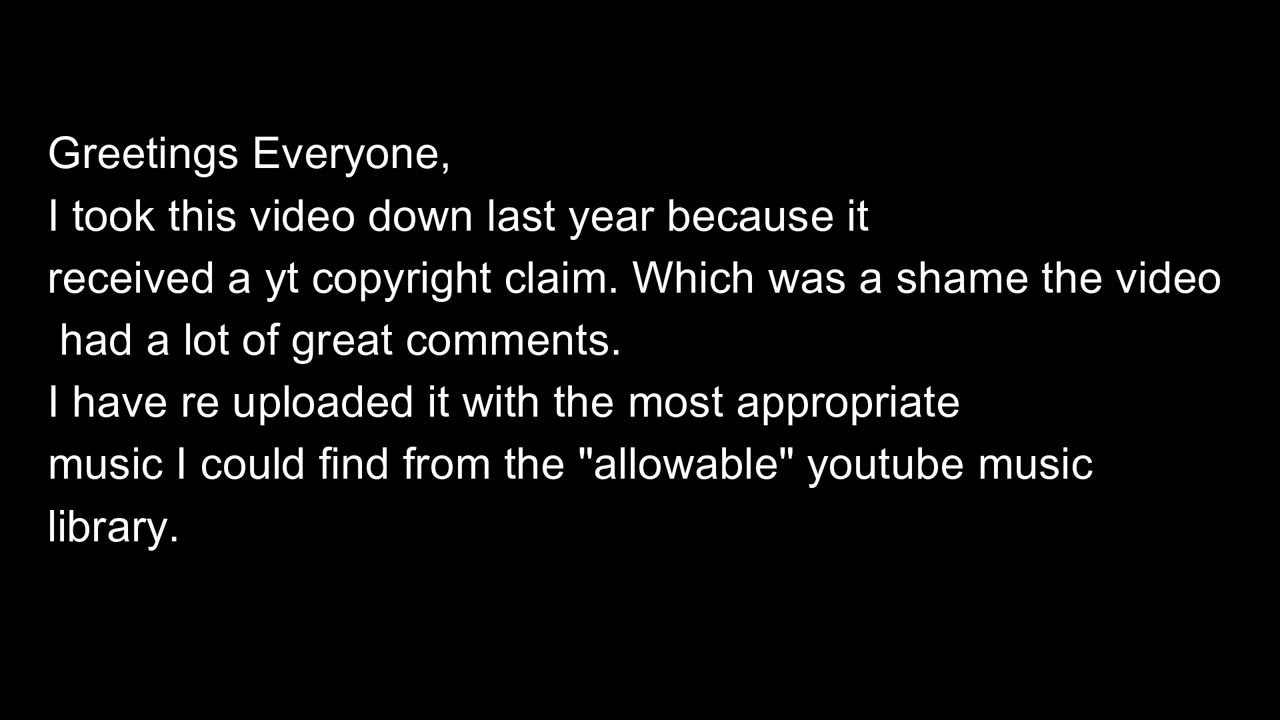 Greetings Everyone,
I took this video down last year because it
received a yt copyright claim. Which was a shame the video
had a lot of great comments.
I have re uploaded it with the most appropriate
music I could find from the "allowable" youtube music
library.